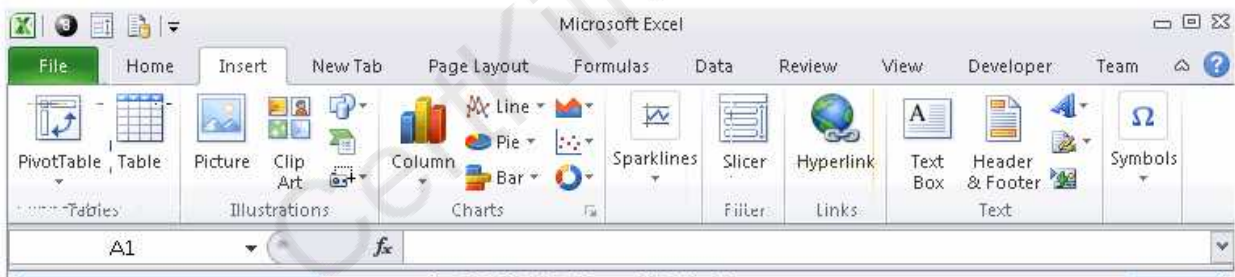 Microsoft Excel
File Home Insert New Tab Page Layout Formulas Data Review View Developer Team
PivotTable Table Picture Clip Art Column Line Pie Bar Sparklines Slicer Hyperlink Text Box Header & Footer Symbols
Tables Illustrations Charts Filter Links Text
A1 fx